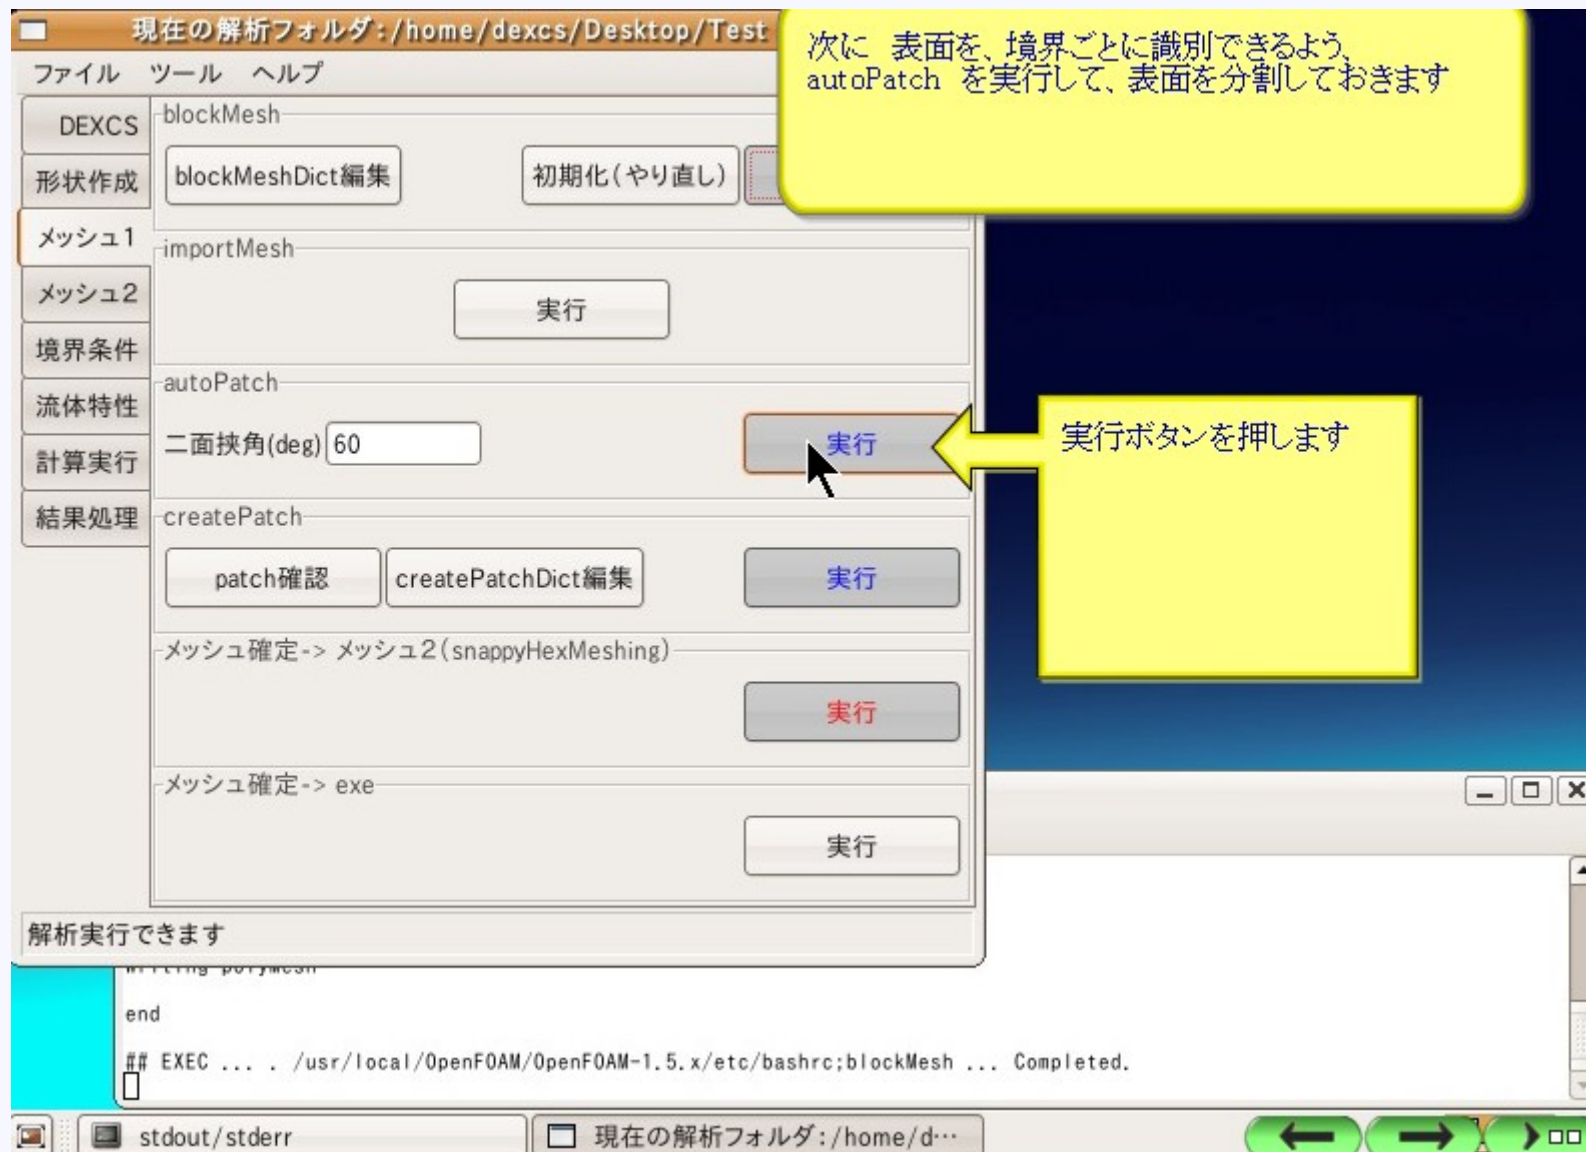 現在の解析フォルダ:/home/dexcs/Desktop/Test
次に 表面を、境界ごとに識別できるよう、
autoPatch を実行して、表面を分割しておきます
ファイル ツール ヘルプ
DEXCS
形状作成
メッシュ1
メッシュ2
境界条件
流体特性
計算実行
結果処理
blockMesh
blockMeshDict編集 初期化(やり直し)
importMesh
実行
autoPatch
二面挟角(deg) 60 実行
実行ボタンを押します
createPatch
patch確認 createPatchDict編集 実行
メッシュ確定-> メッシュ2(snappyHexMeshing)
実行
メッシュ確定-> exe
実行
解析実行できます
end
## EXEC ... . /usr/local/OpenFOAM/OpenFOAM-1.5.x/etc/bashrc;blockMesh ... Completed.
stdout/stderr
現在の解析フォルダ:/home/d…